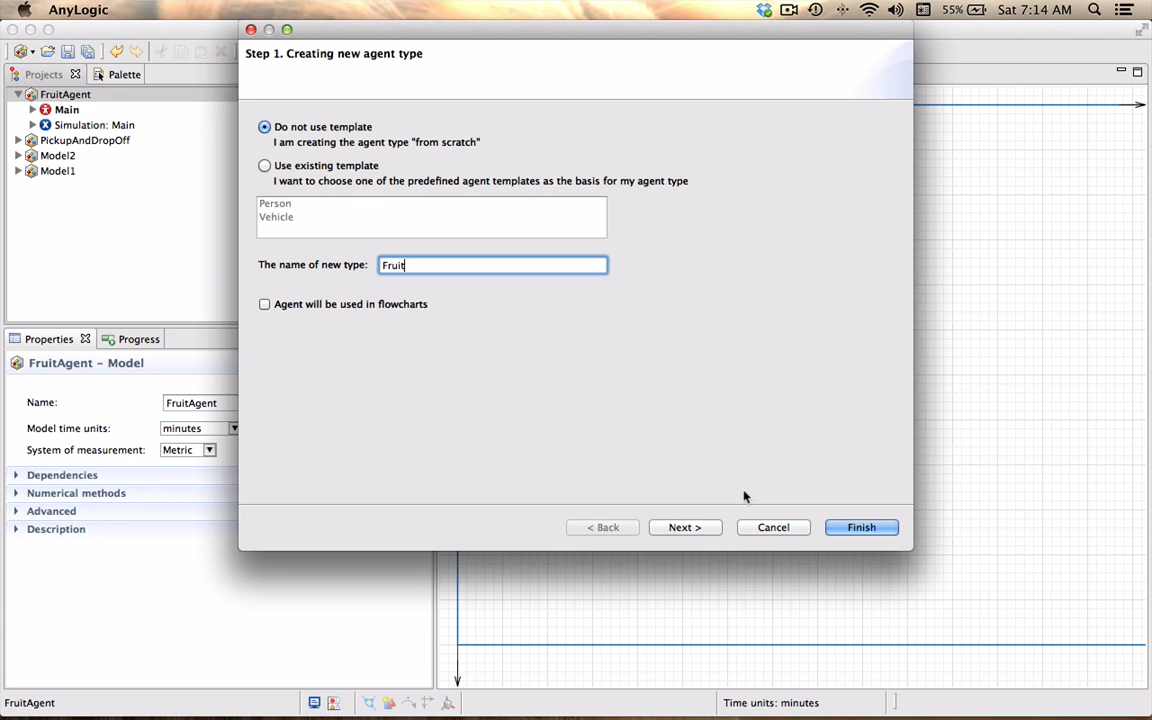 AnyLogic
55%
Sat 7:14 AM
Step 1. Creating new agent type
Projects
Palette
FruitAgent
Main
Simulation: Main
PickupAndDropOff
Model2
Model1
Do not use template
I am creating the agent type "from scratch"
Use existing template
I want to choose one of the predefined agent templates as the basis for my agent type
Person
Vehicle
The name of new type:
Fruit
Agent will be used in flowcharts
Properties
Progress
FruitAgent - Model
Name:
FruitAgent
Model time units:
minutes
System of measurement:
Metric
Dependencies
Numerical methods
Advanced
Description
< Back
Next >
Cancel
Finish
FruitAgent
Time units: minutes